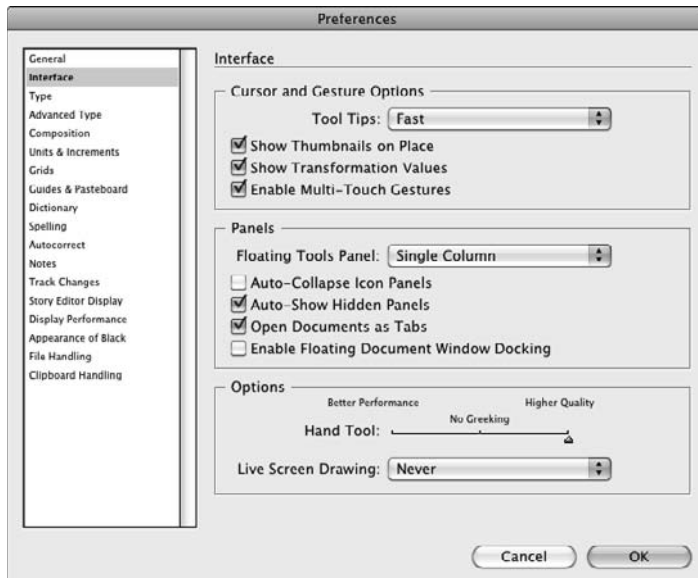 Preferences
General
Interface
Type
Advanced Type
Composition
Units & Increments
Grids
Guides & Pasteboard
Dictionary
Spelling
Autocorrect
Notes
Track Changes
Story Editor Display
Display Performance
Appearance of Black
File Handling
Clipboard Handling
Interface
Cursor and Gesture Options
Tool Tips: Fast
Show Thumbnails on Place
Show Transformation Values
Enable Multi-Touch Gestures
Panels
Floating Tools Panel: Single Column
Auto-Collapse Icon Panels
Auto-Show Hidden Panels
Open Documents as Tabs
Enable Floating Document Window Docking
Options
Better Performance Higher Quality
No Greeking
Hand Tool:
Live Screen Drawing: Never
Cancel OK